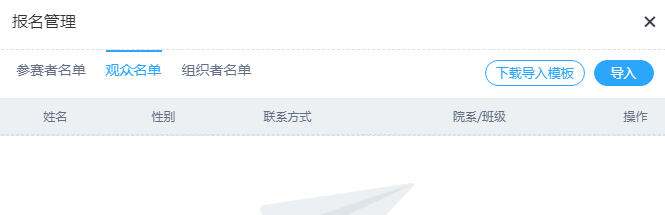 报名管理
参赛者名单 观众名单 组织者名单 下载导入模板 导入
姓名 性别 联系方式 院系/班级 操作